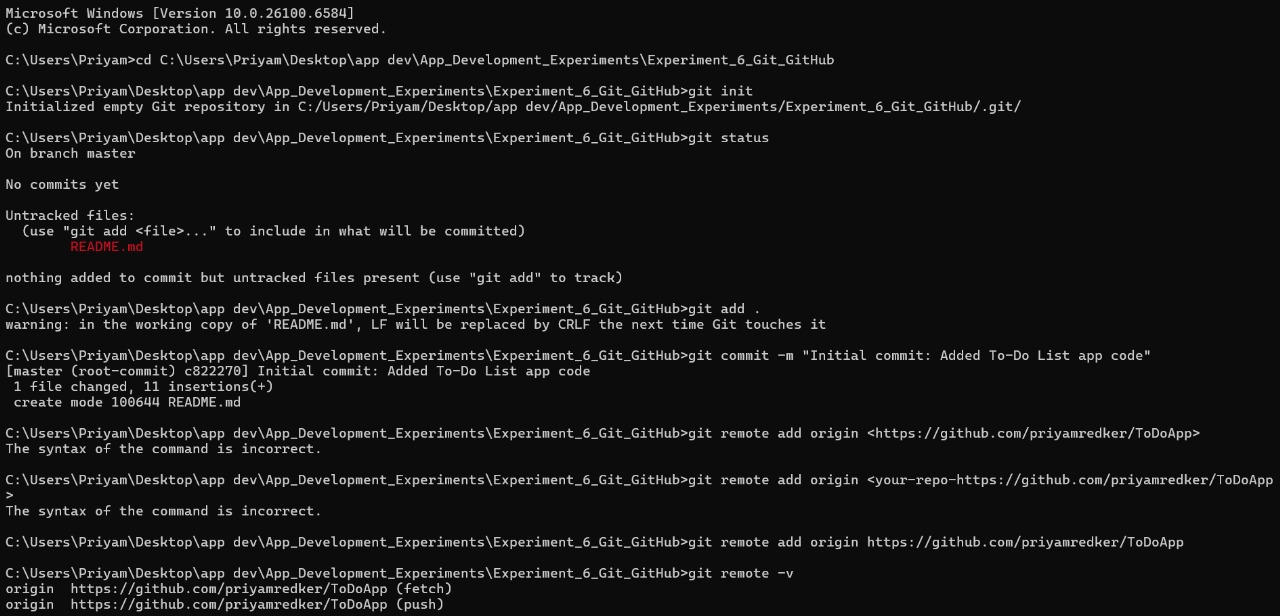 Microsoft Windows [Version 10.0.26100.6584]
(c) Microsoft Corporation. All rights reserved.
C:\Users\Priyam>cd C:\Users\Priyam\Desktop\app dev\App_Development_Experiments\Experiment_6_Git_GitHub
C:\Users\Priyam\Desktop\app dev\App_Development_Experiments\Experiment_6_Git_GitHub>git init
Initialized empty Git repository in C:/Users/Priyam/Desktop/app dev/App_Development_Experiments/Experiment_6_Git_GitHub/.git/
C:\Users\Priyam\Desktop\app dev\App_Development_Experiments\Experiment_6_Git_GitHub>git status
On branch master
No commits yet
Untracked files:
  (use "git add <file>..." to include in what will be committed)
        README.md
nothing added to commit but untracked files present (use "git add" to track)
C:\Users\Priyam\Desktop\app dev\App_Development_Experiments\Experiment_6_Git_GitHub>git add .
warning: in the working copy of 'README.md', LF will be replaced by CRLF the next time Git touches it
C:\Users\Priyam\Desktop\app dev\App_Development_Experiments\Experiment_6_Git_GitHub>git commit -m "Initial commit: Added To-Do List app code"
[master (root-commit) c822270] Initial commit: Added To-Do List app code
 1 file changed, 11 insertions(+)
 create mode 100644 README.md
C:\Users\Priyam\Desktop\app dev\App_Development_Experiments\Experiment_6_Git_GitHub>git remote add origin <https://github.com/priyamredker/ToDoApp>
The syntax of the command is incorrect.
C:\Users\Priyam\Desktop\app dev\App_Development_Experiments\Experiment_6_Git_GitHub>git remote add origin <your-repo-https://github.com/priyamredker/ToDoApp
>
The syntax of the command is incorrect.
C:\Users\Priyam\Desktop\app dev\App_Development_Experiments\Experiment_6_Git_GitHub>git remote add origin https://github.com/priyamredker/ToDoApp
C:\Users\Priyam\Desktop\app dev\App_Development_Experiments\Experiment_6_Git_GitHub>git remote -v
origin  https://github.com/priyamredker/ToDoApp (fetch)
origin  https://github.com/priyamredker/ToDoApp (push)